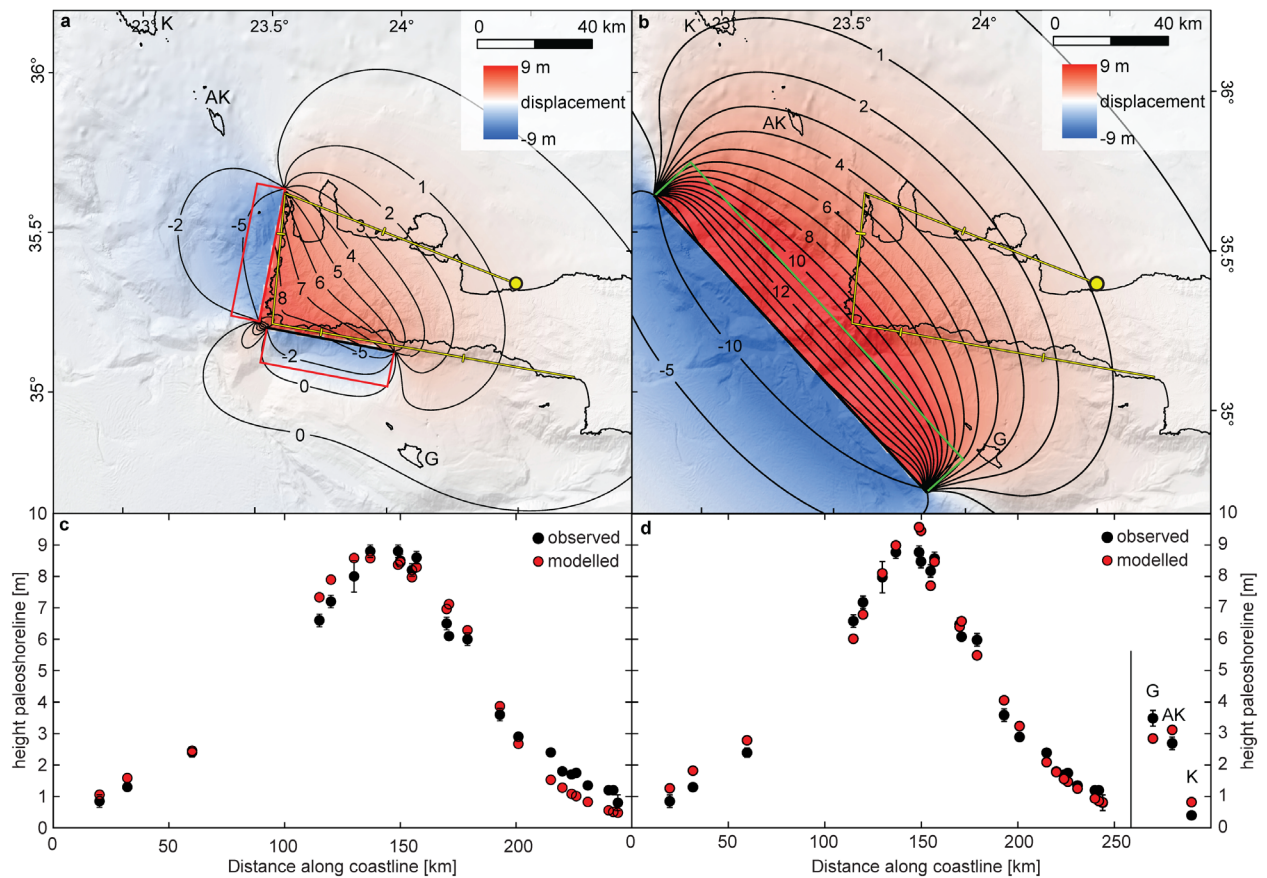 a
K
23.5°
24°
0
40 km
9 m
displacement
-9 m
36°
AK
1
-2
2
-5
3
35.5°
4
5
6
7
8
-5
-2
0
35°
0
G
b
K
23°
23.5°
24°
0
40 km
9 m
displacement
-9 m
1
36°
2
AK
4
6
8
35.5°
10
12
-10
-5
35°
G
c
observed
modelled
10
9
8
7
6
5
4
3
2
1
0
height paleoshoreline [m]
0
50
100
150
200
Distance along coastline [km]
d
observed
modelled
G
AK
K
10
9
8
7
6
5
4
3
2
1
0
height paleoshoreline [m]
0
50
100
150
200
250
Distance along coastline [km]